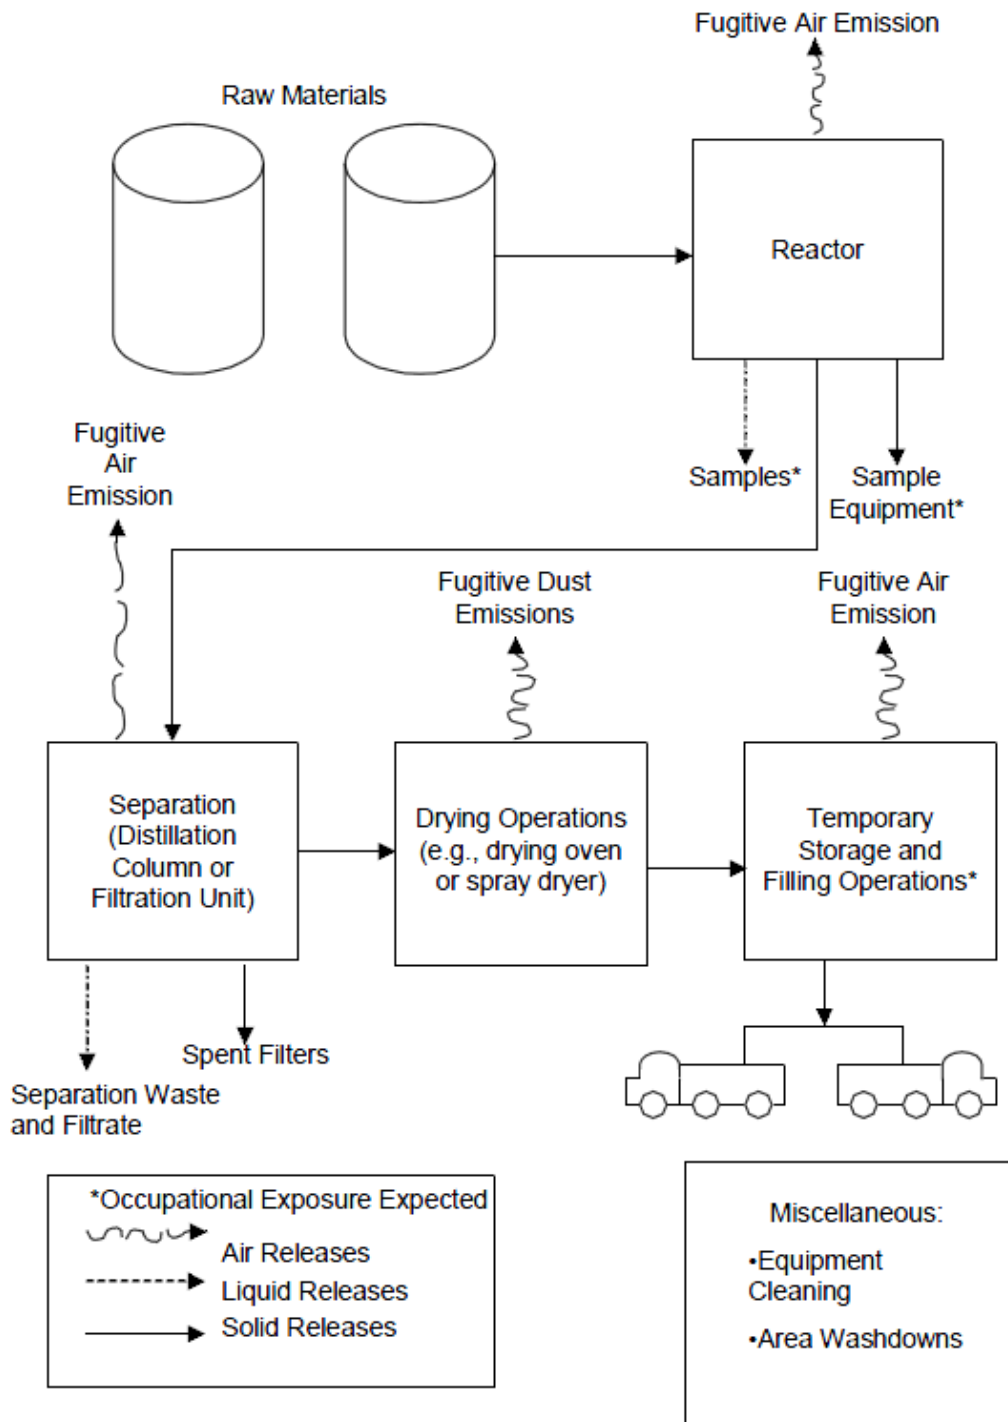 Fugitive Air Emission
Raw Materials
Reactor
Fugitive
Air
Emission
Samples*
Sample
Equipment*
Fugitive Dust
Emissions
Fugitive Air
Emission
Separation
(Distillation
Column or
Filtration Unit)
Drying Operations
(e.g., drying oven
or spray dryer)
Temporary
Storage and
Filling Operations*
Spent Filters
Separation Waste
and Filtrate
*Occupational Exposure Expected
Air Releases
Liquid Releases
Solid Releases
Miscellaneous:
•Equipment
Cleaning
•Area Washdowns